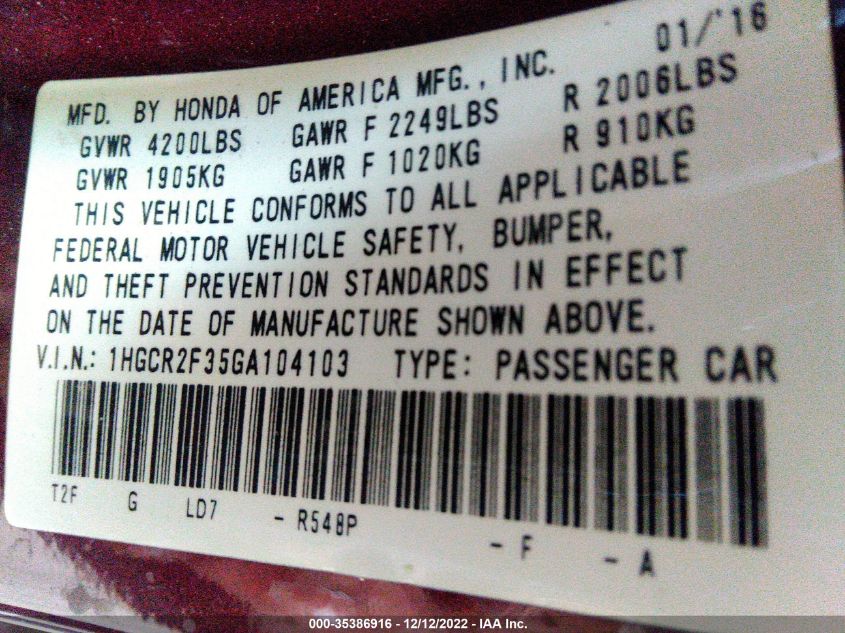 01/'16
MFD. BY HONDA OF AMERICA MFG., INC.
GVWR 4200LBS GAWR F 2249LBS R 2006LBS
GVWR 1905KG GAWR F 1020KG R 910KG
THIS VEHICLE CONFORMS TO ALL APPLICABLE
FEDERAL MOTOR VEHICLE SAFETY, BUMPER,
AND THEFT PREVENTION STANDARDS IN EFFECT
ON THE DATE OF MANUFACTURE SHOWN ABOVE.
V.I.N.: 1HGCR2F35GA104103 TYPE: PASSENGER CAR
T2F G LD7 - R548P - F - A
000-35386916 - 12/12/2022 - IAA Inc.